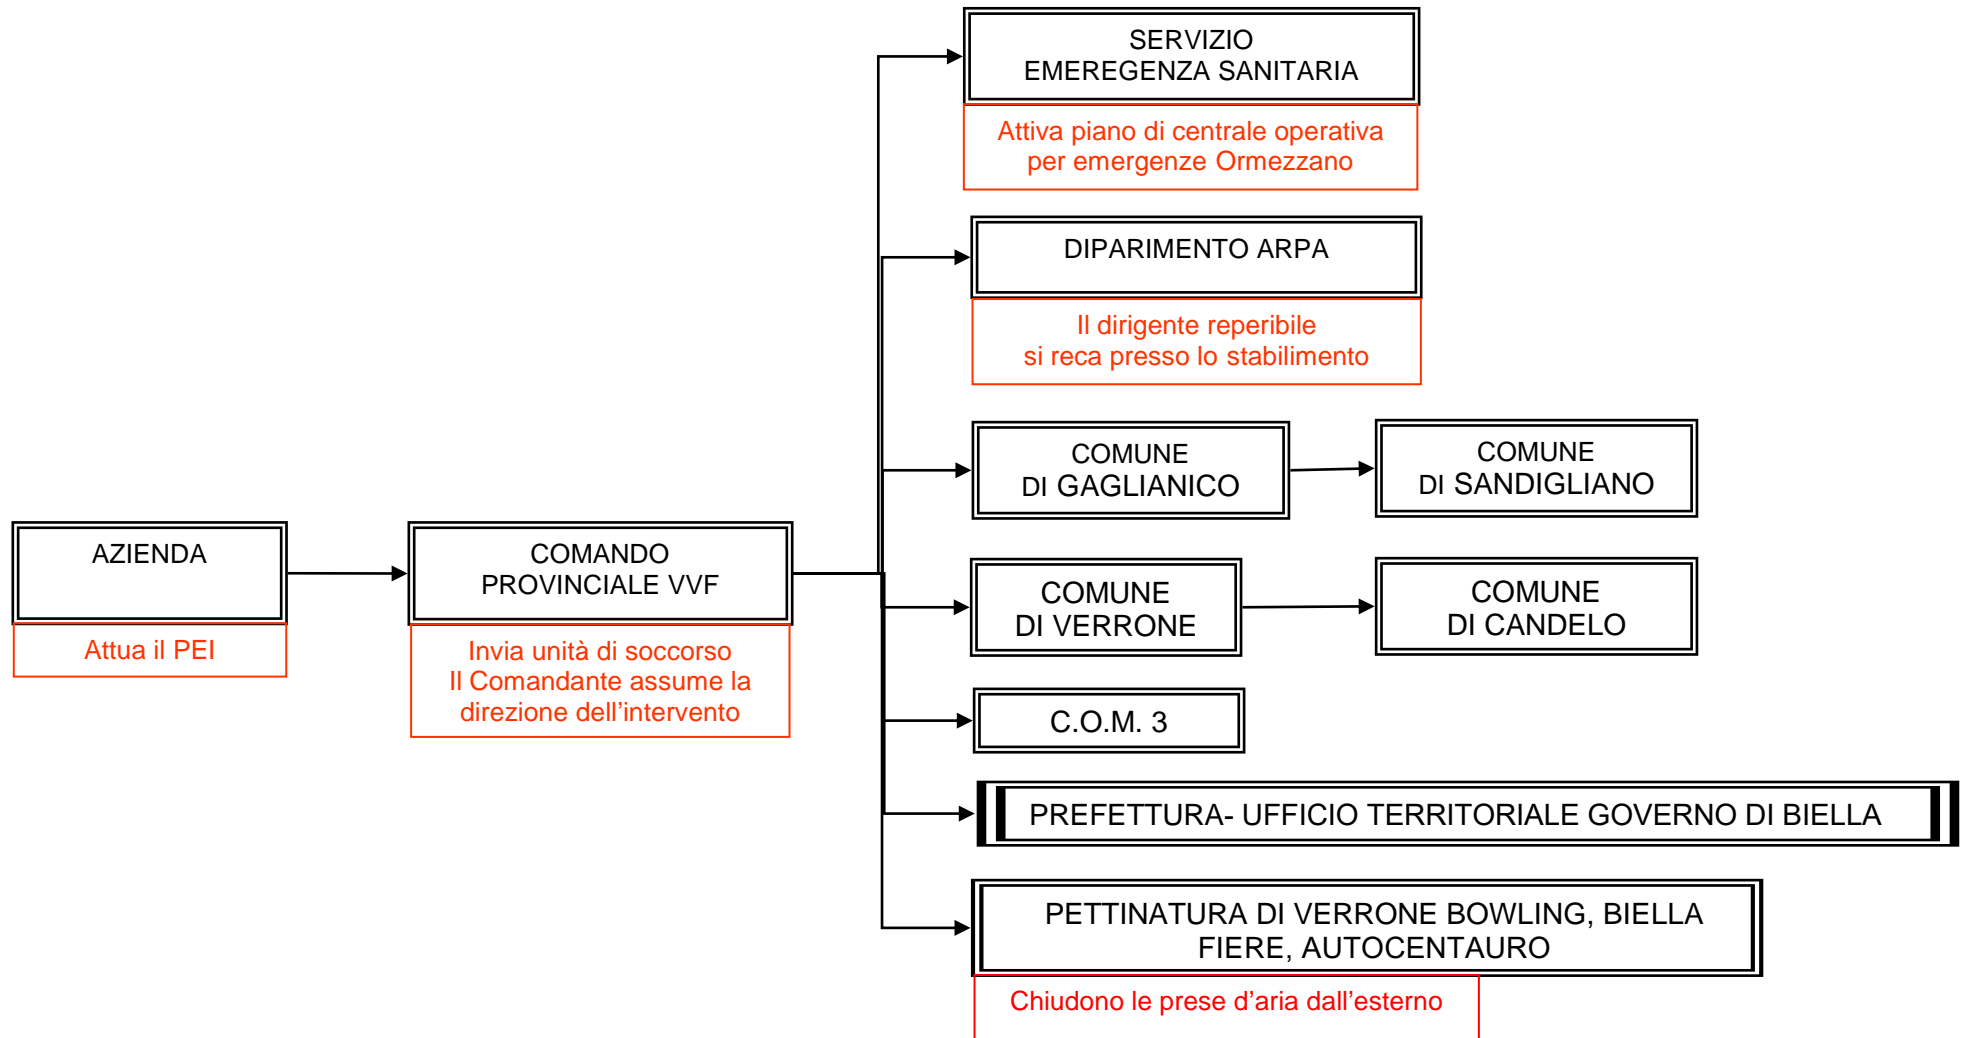 SERVIZIO
EMEREGENZA SANITARIA
Attiva piano di centrale operativa
per emergenze Ormezzano
DIPARIMENTO ARPA
Il dirigente reperibile
si reca presso lo stabilimento
COMUNE
DI GAGLIANICO
COMUNE
DI SANDIGLIANO
AZIENDA
Attua il PEI
COMANDO
PROVINCIALE VVF
Invia unità di soccorso
Il Comandante assume la
direzione dell’intervento
COMUNE
DI VERRONE
COMUNE
DI CANDELO
C.O.M. 3
PREFETTURA- UFFICIO TERRITORIALE GOVERNO DI BIELLA
PETTINATURA DI VERRONE BOWLING, BIELLA
FIERE, AUTOCENTAURO
Chiudono le prese d’aria dall’esterno